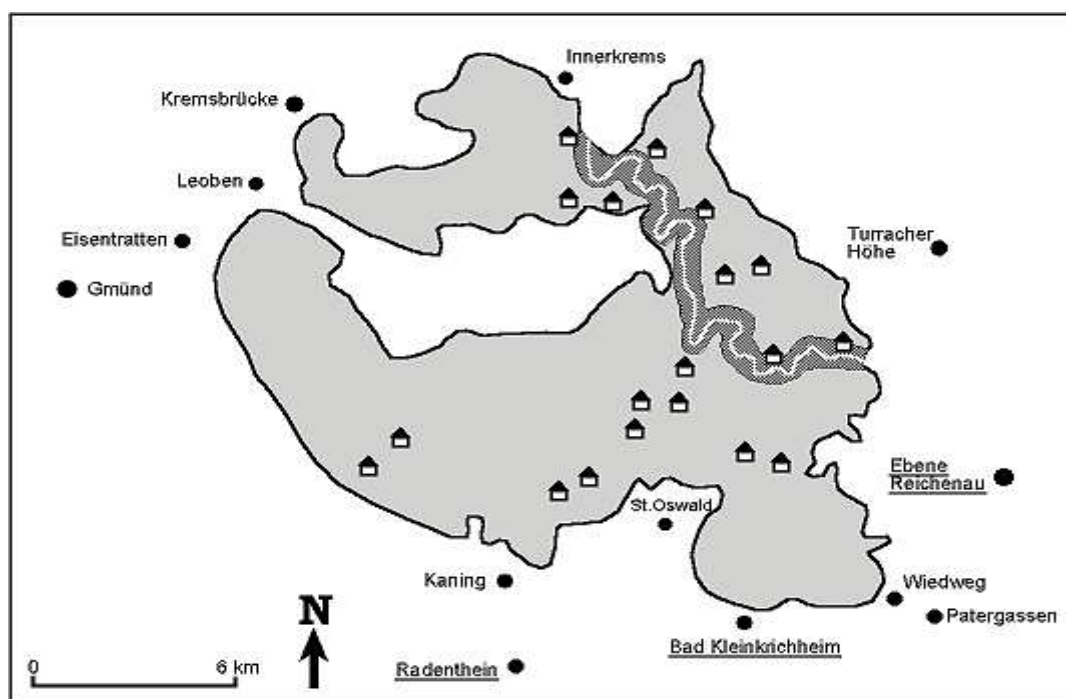 Innerkrems
Kremsbrücke
Leoben
Eisentratten
Turracher
Höhe
Gmünd
Ebene
Reichenau
St.Oswald
Kaning
Wiedweg
Patergassen
N
Bad Kleinkrichheim
0 6 km
Radenthein